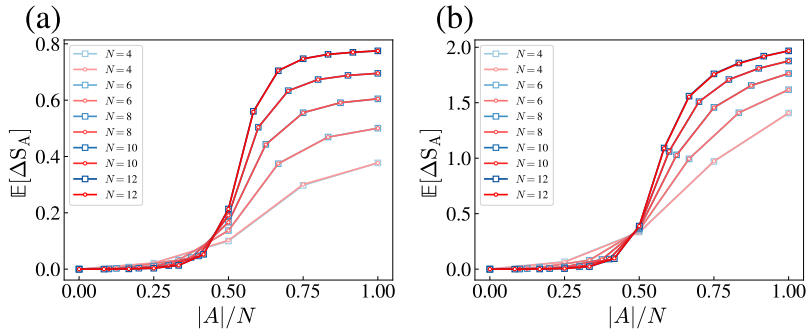 (a)
0.8
0.6
0.4
0.2
0.0
𝔼[ΔS_A]
N = 4
N = 4
N = 6
N = 6
N = 8
N = 8
N = 10
N = 10
N = 12
N = 12
0.00 0.25 0.50 0.75 1.00
|A|/N
(b)
2.0
1.5
1.0
0.5
0.0
𝔼[ΔS_A]
N = 4
N = 4
N = 6
N = 6
N = 8
N = 8
N = 10
N = 10
N = 12
N = 12
0.00 0.25 0.50 0.75 1.00
|A|/N